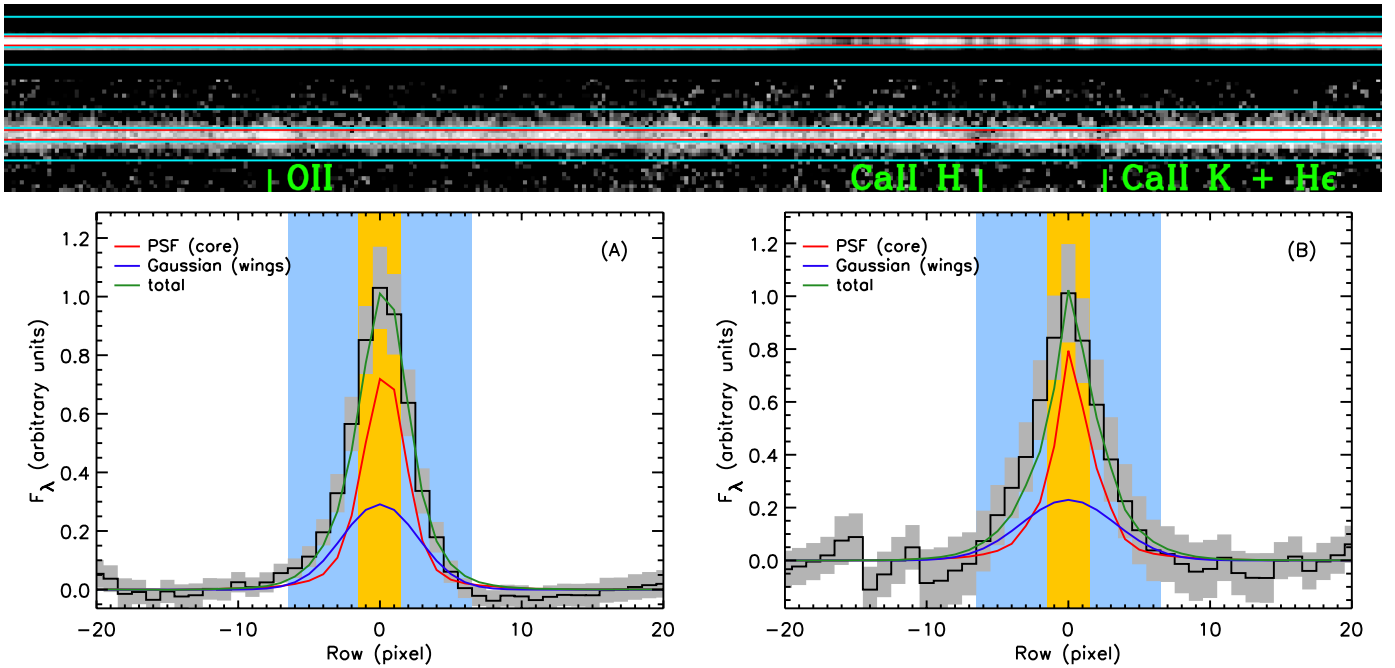 OII
CaII H
CaII K + Hϵ
PSF (core)
Gaussian (wings)
total
(A)
1.2
1.0
0.8
0.6
0.4
0.2
0.0
Fλ (arbitrary units)
-20
-10
0
10
20
Row (pixel)
PSF (core)
Gaussian (wings)
total
(B)
1.2
1.0
0.8
0.6
0.4
0.2
0.0
Fλ (arbitrary units)
-20
-10
0
10
20
Row (pixel)